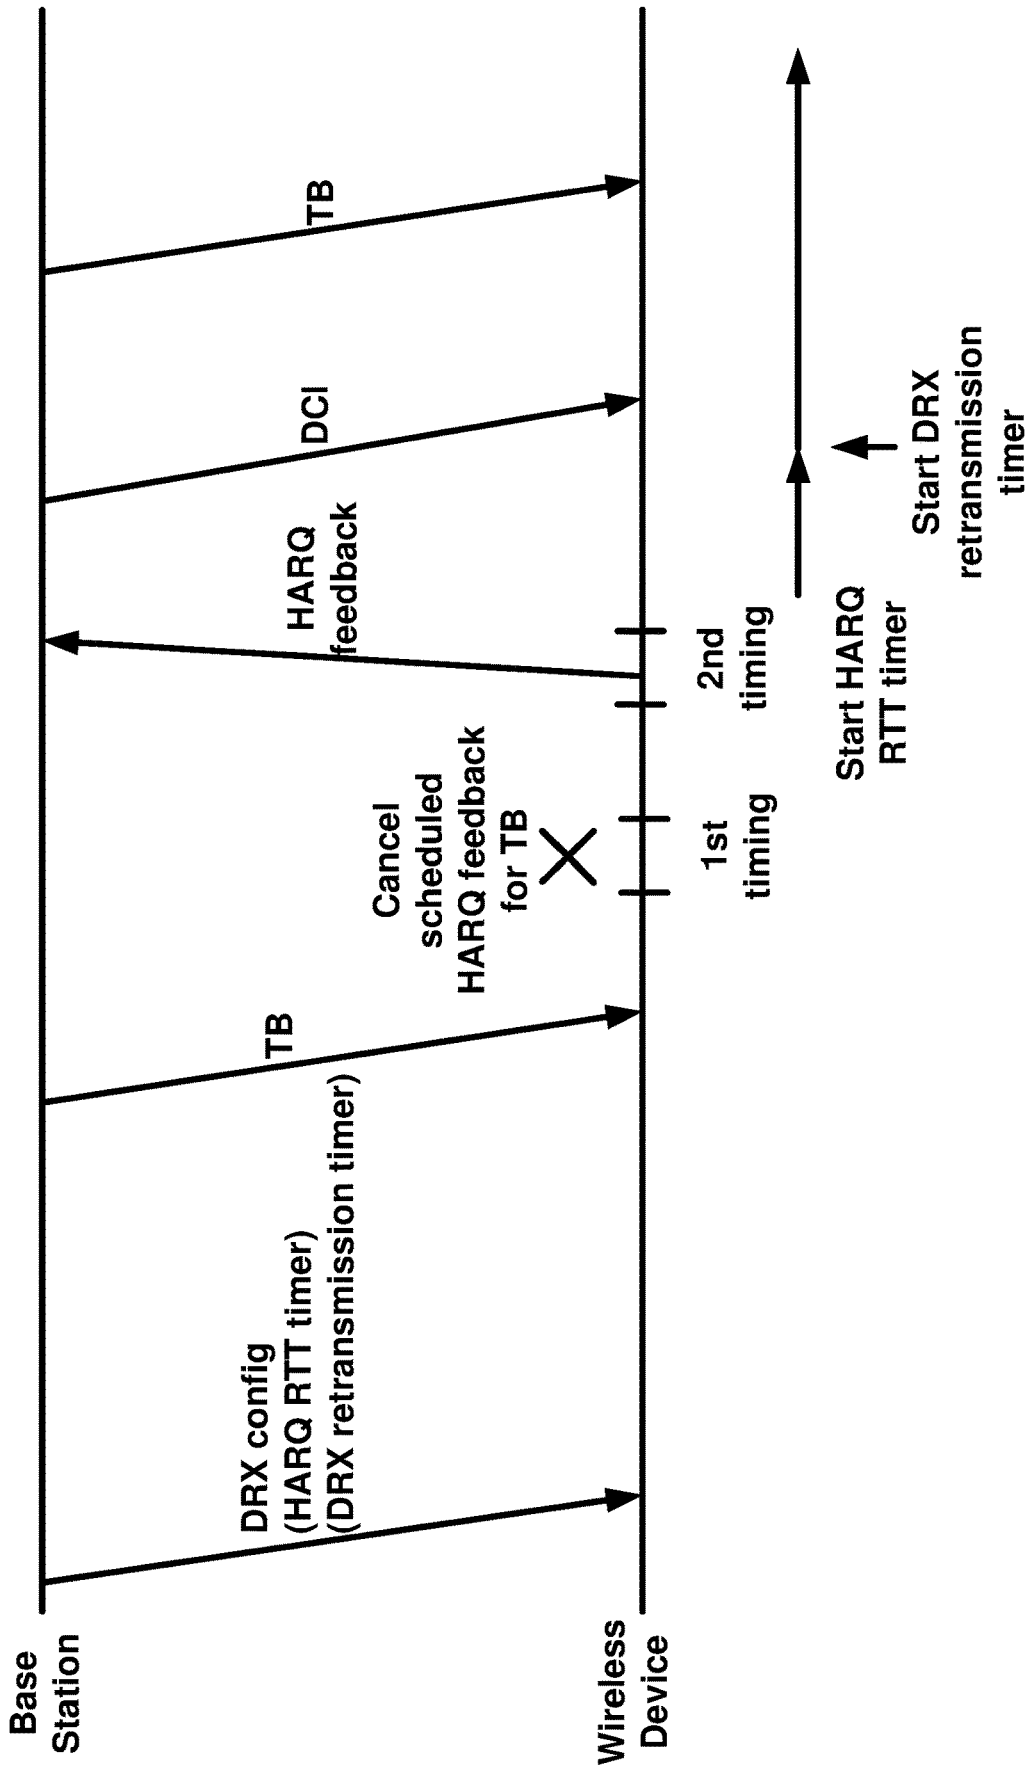 Base
Station
DRX config
(HARQ RTT timer)
(DRX retransmission timer)
TB
Cancel
scheduled
HARQ feedback
for TB
HARQ
feedback
DCI
TB
Wireless
Device
1st
timing
2nd
timing
Start HARQ
RTT timer
Start DRX
retransmission
timer